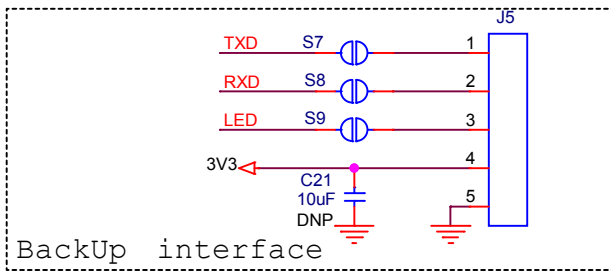 J5
TXD S7 1
RXD S8 2
LED S9 3
3V3 4
C21
10uF 5
DNP
BackUp interface